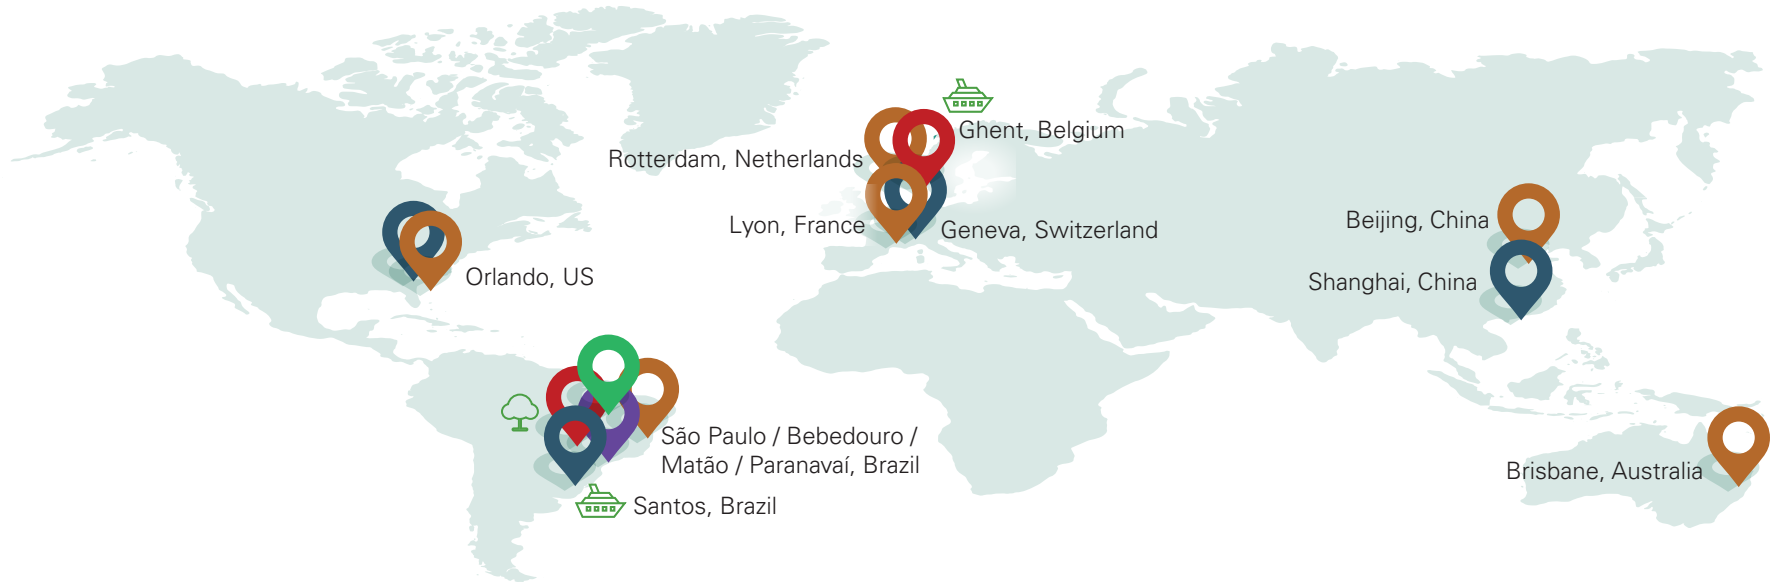 Ghent, Belgium
Rotterdam, Netherlands
Lyon, France
Geneva, Switzerland
Beijing, China
Orlando, US
Shanghai, China
São Paulo / Bebedouro /
Matão / Paranavaí, Brazil
Brisbane, Australia
Santos, Brazil